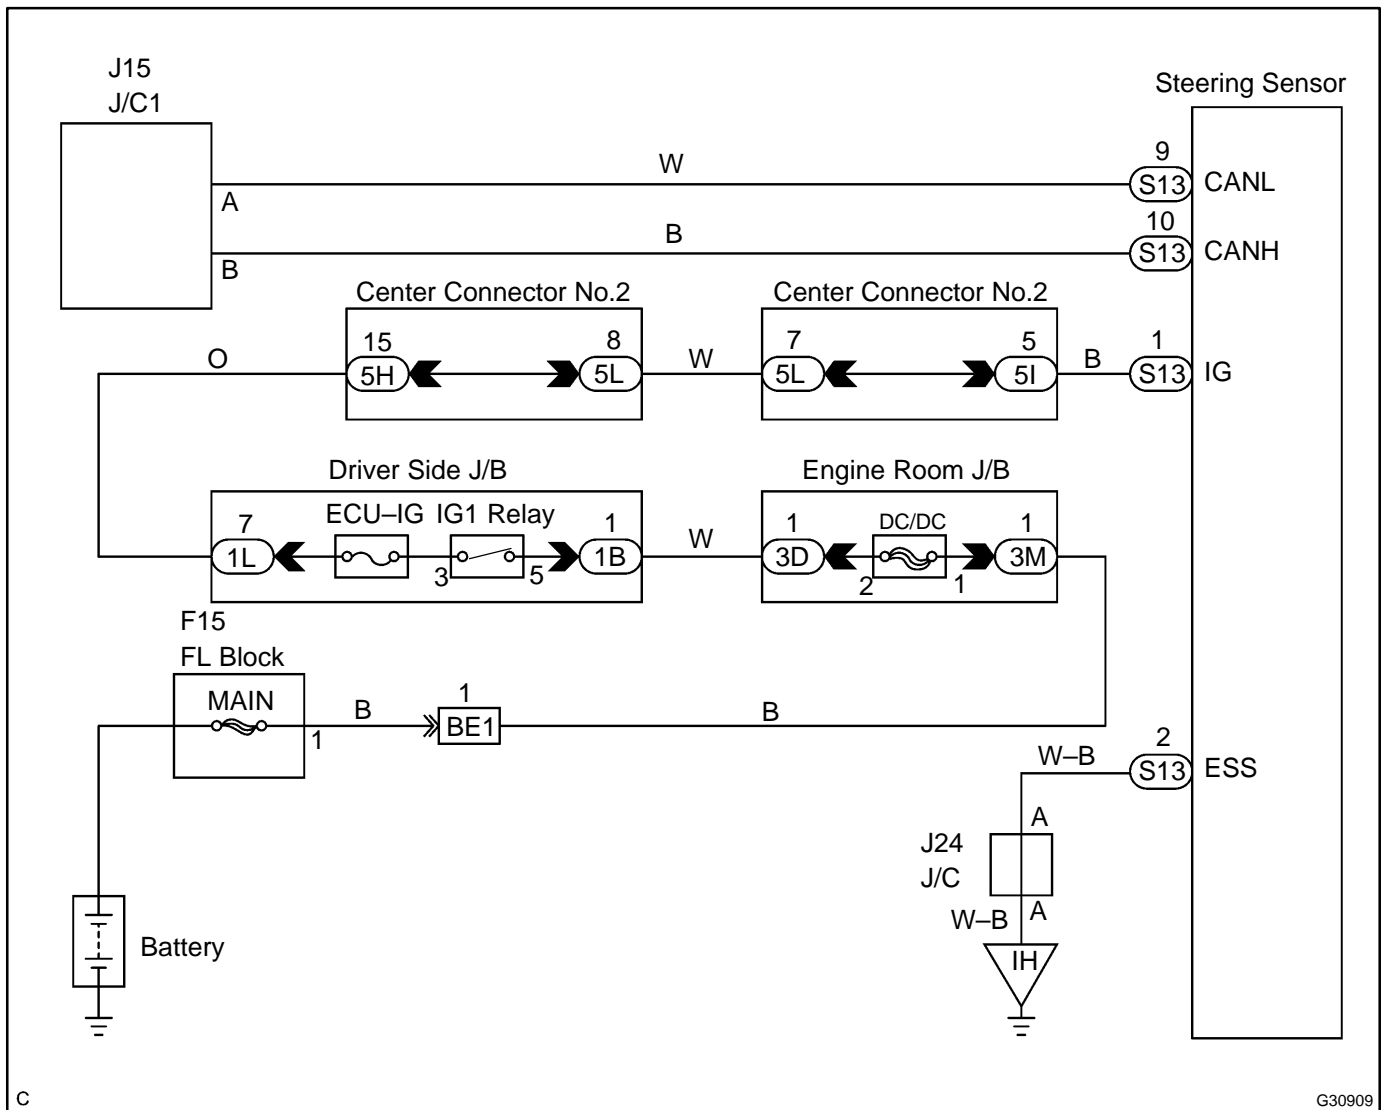 J15
J/C1
Steering Sensor
W
9
S13
CANL
A
10
B
S13
CANH
B
Center Connector No.2
Center Connector No.2
15
8
7
5
1
O
5H
5L
W
5L
5I
B
S13
IG
Driver Side J/B
Engine Room J/B
7
ECU–IG
IG1 Relay
1
1
DC/DC
1
1L
3
5
1B
W
3D
2
1
3M
F15
FL Block
MAIN
1
B
1
BE1
B
2
W–B
S13
ESS
A
J24
J/C
W–B
A
IH
Battery
C
G30909